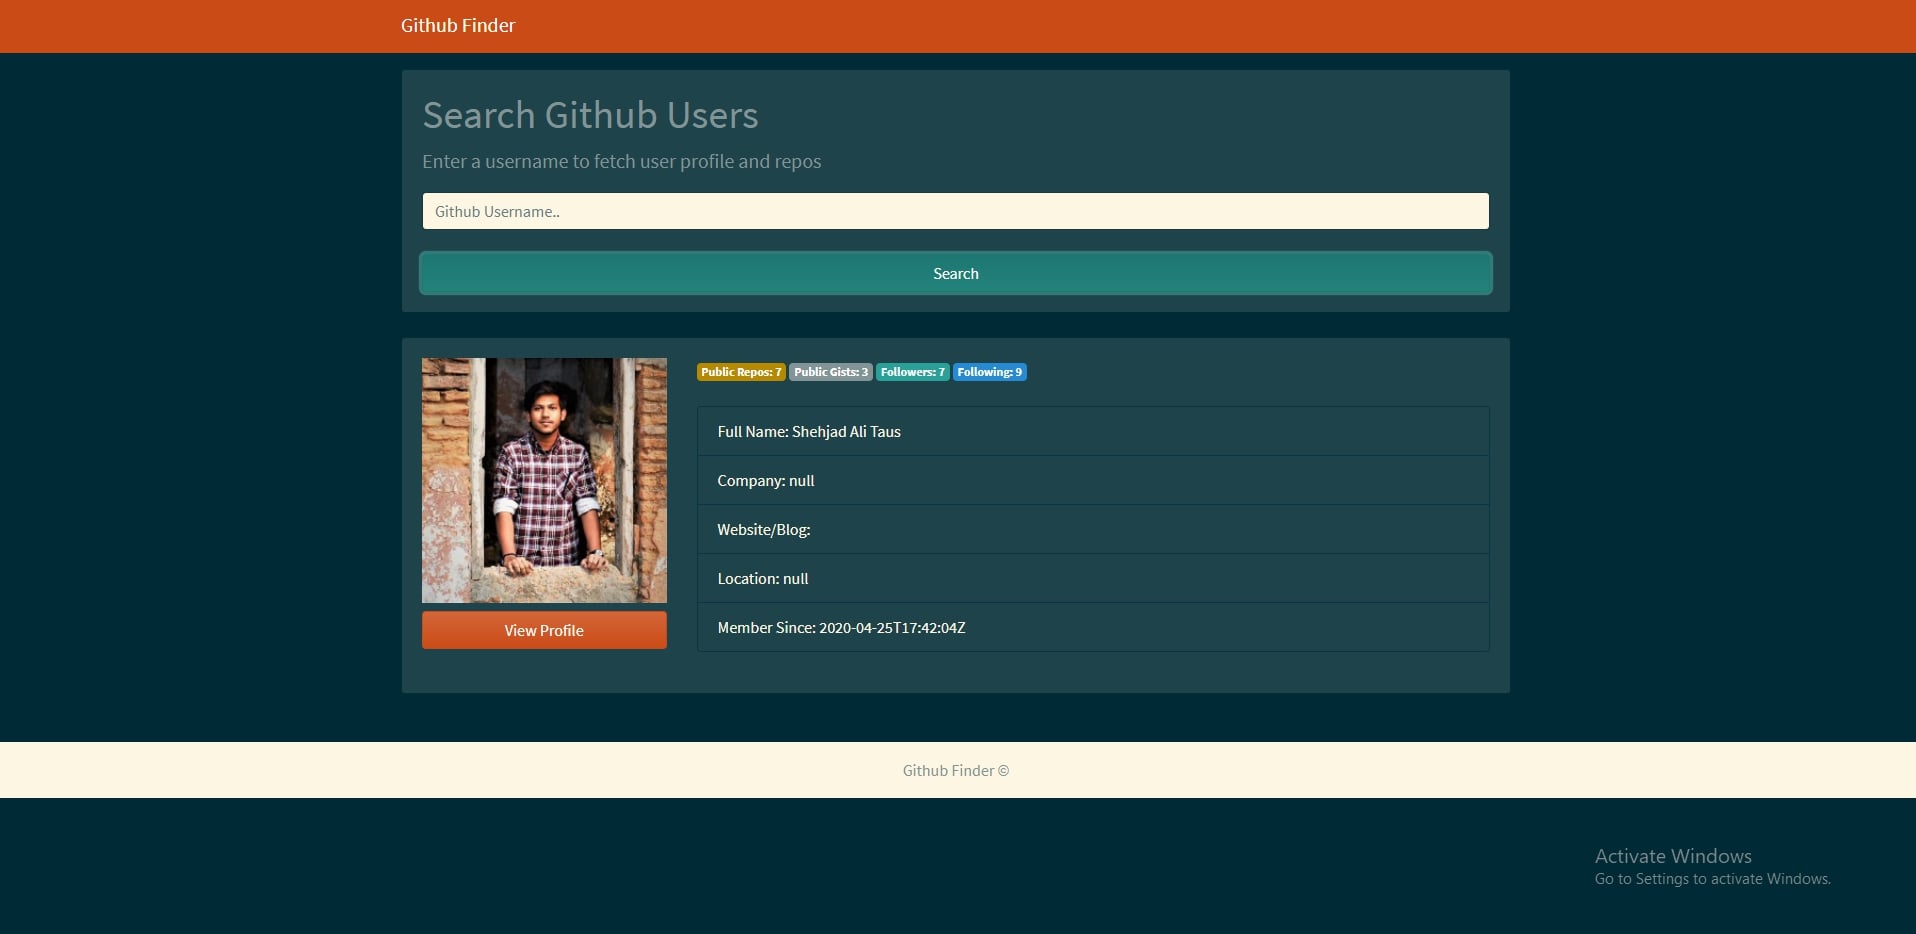 Github Finder
Search Github Users
Enter a username to fetch user profile and repos
Github Username..
Search
Public Repos: 7 Public Gists: 3 Followers: 7 Following: 9
Full Name: Shehjad Ali Taus
Company: null
Website/Blog:
Location: null
Member Since: 2020-04-25T17:42:04Z
View Profile
Github Finder ©
Activate Windows
Go to Settings to activate Windows.